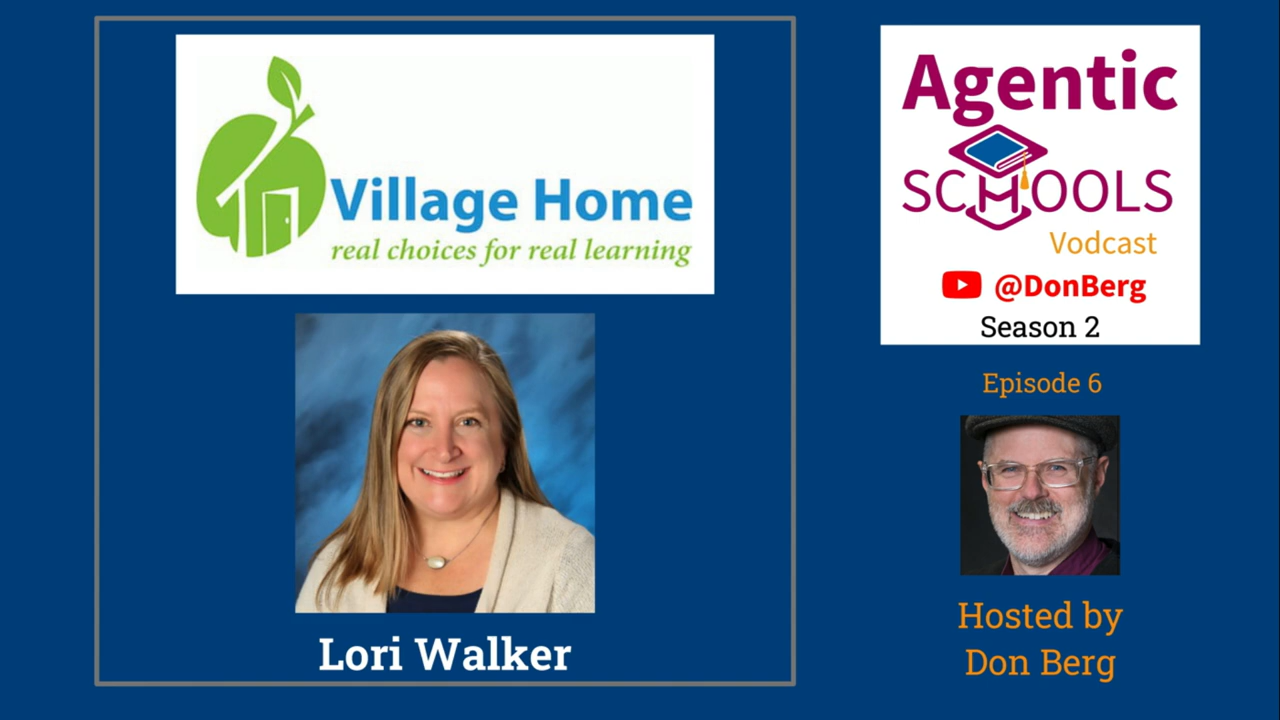 Village Home
real choices for real learning
Lori Walker
Agentic
SCHOOLS
Vodcast
@DonBerg
Season 2
Episode 6
Hosted by
Don Berg